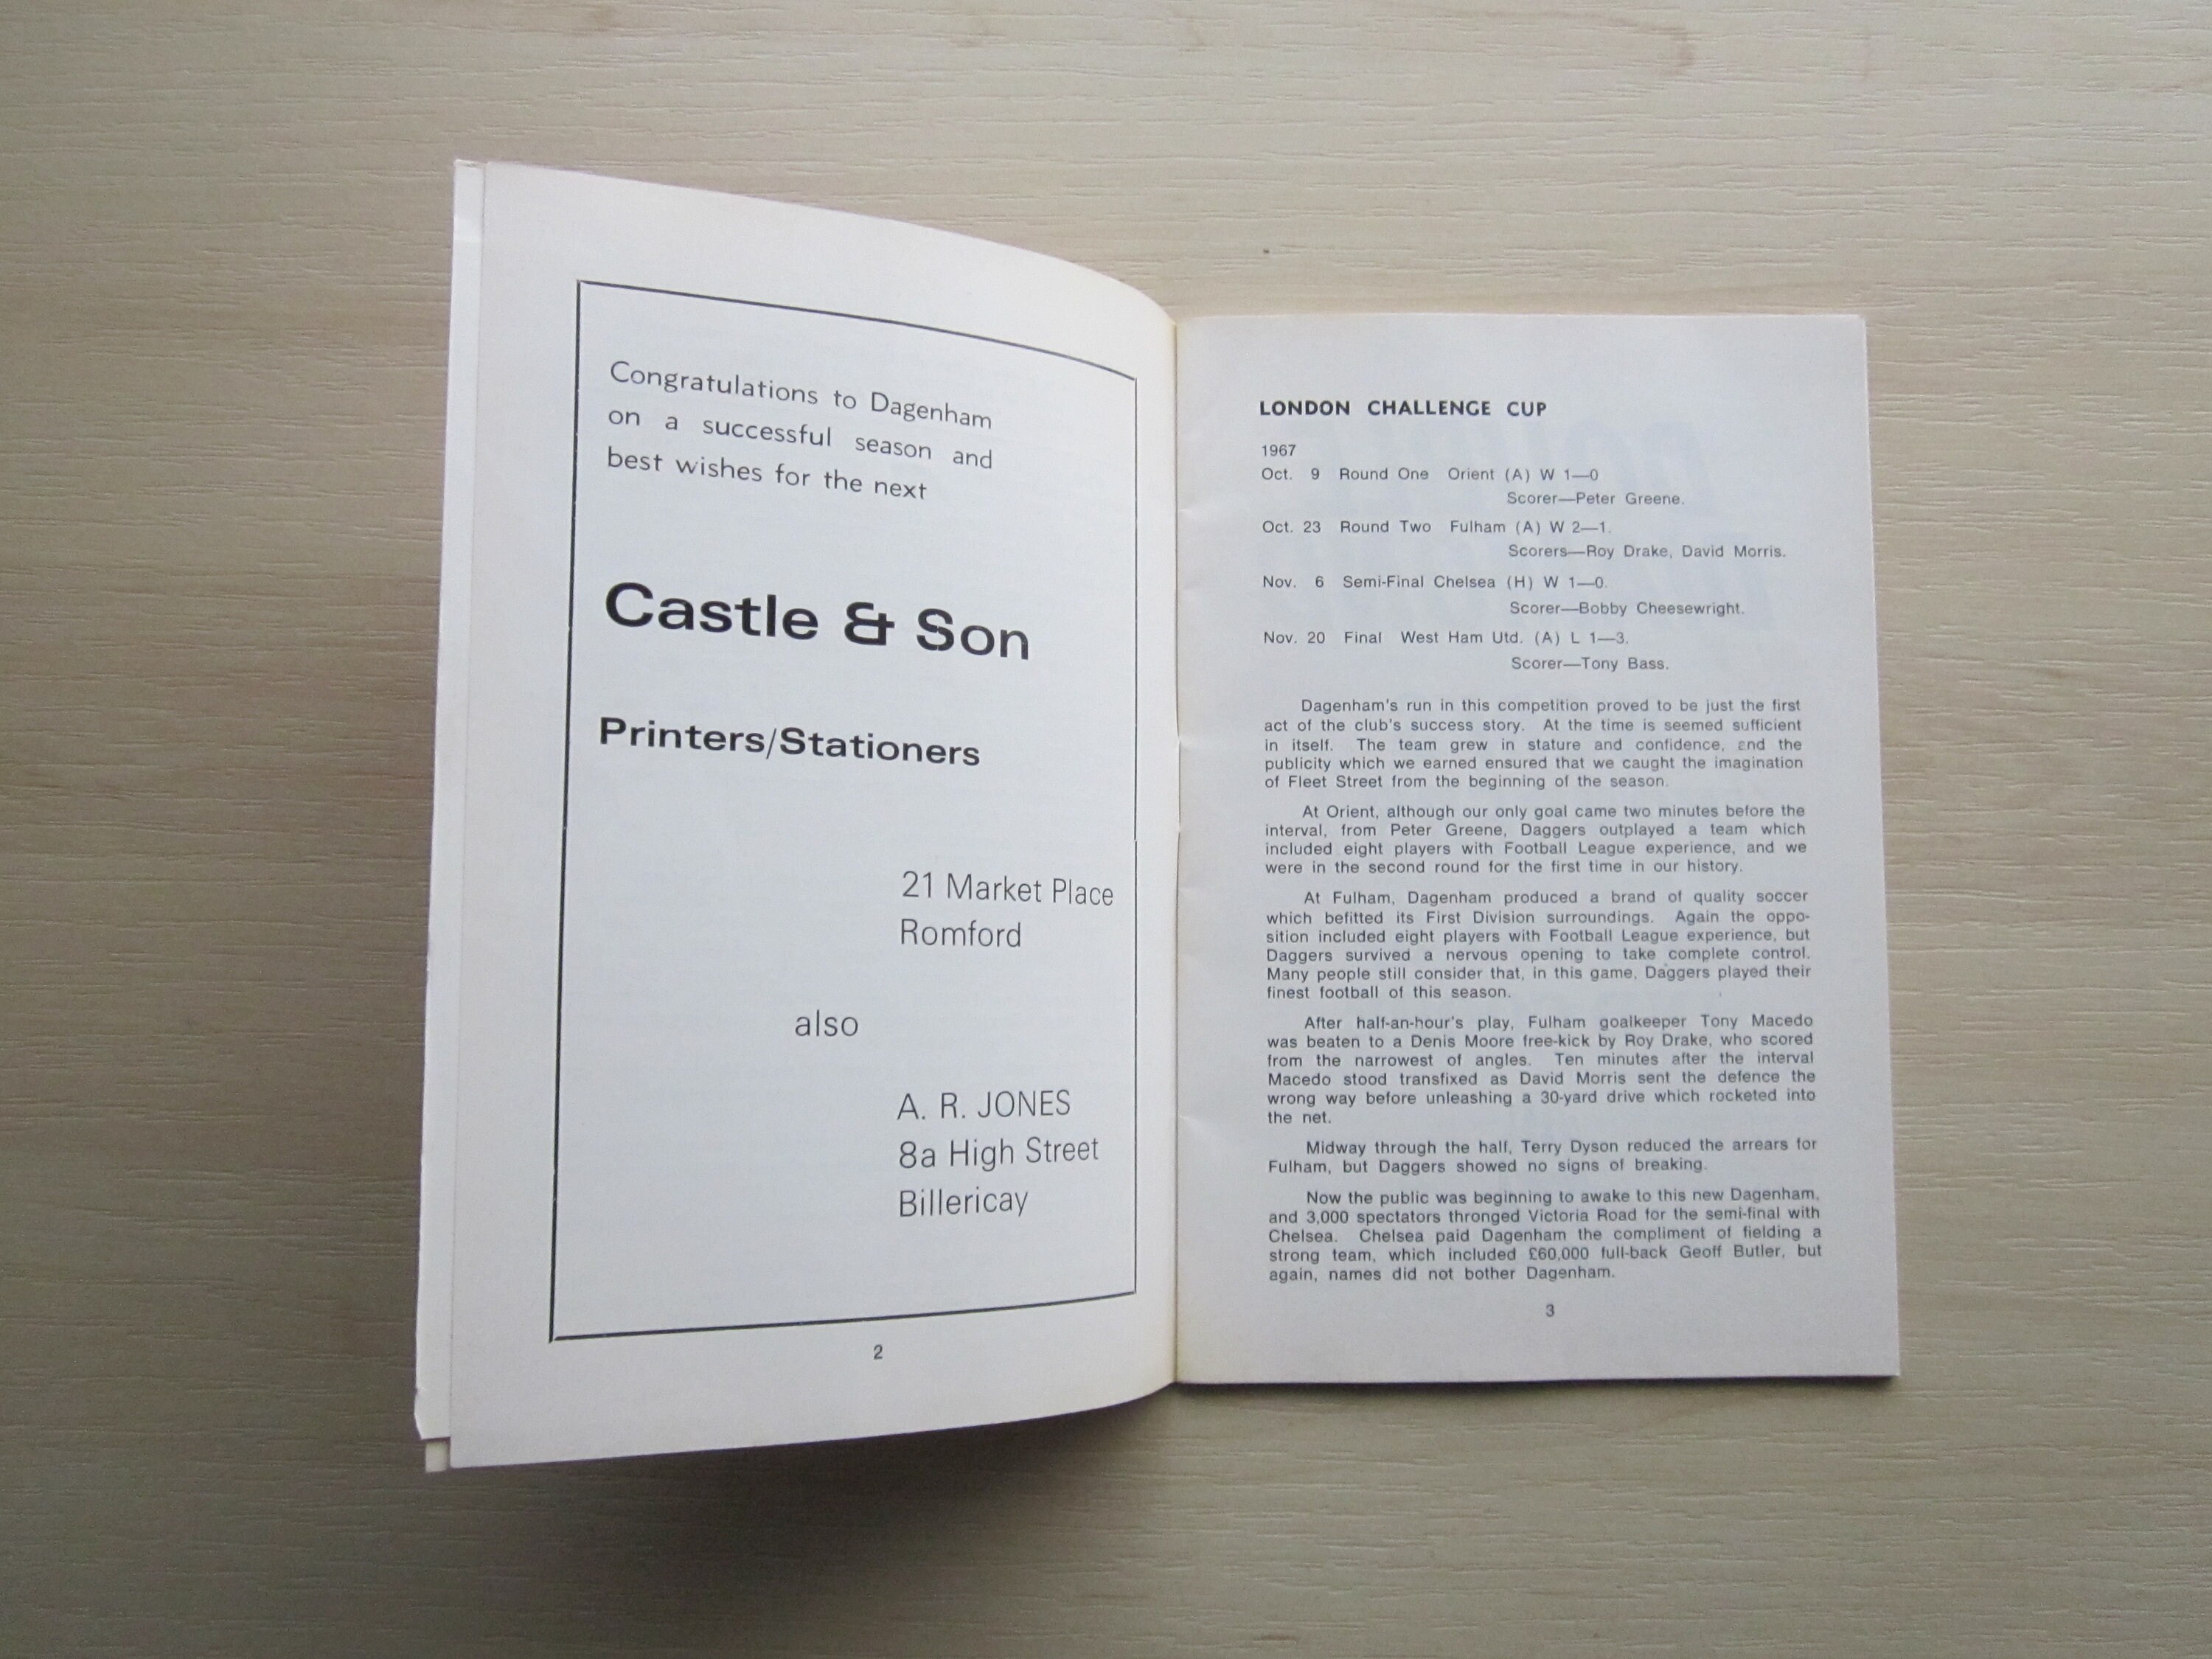 Congratulations to Dagenham
on a successful season and
best wishes for the next
Castle & Son
Printers/Stationers
21 Market Place
Romford
also
A. R. JONES
8a High Street
Billericay
2
LONDON CHALLENGE CUP
1967
Oct. 9 Round One Orient (A) W 1—0
Scorer—Peter Greene.
Oct. 23 Round Two Fulham (A) W 2—1.
Scorers—Roy Drake, David Morris.
Nov. 6 Semi-Final Chelsea (H) W 1—0.
Scorer—Bobby Cheesewright.
Nov. 20 Final West Ham Utd. (A) L 1—3.
Scorer—Tony Bass.
Dagenham's run in this competition proved to be just the first
act of the club's success story. At the time is seemed sufficient
in itself. The team grew in stature and confidence, and the
publicity which we earned ensured that we caught the imagination
of Fleet Street from the beginning of the season.
At Orient, although our only goal came two minutes before the
interval, from Peter Greene, Daggers outplayed a team which
included eight players with Football League experience, and we
were in the second round for the first time in our history.
At Fulham, Dagenham produced a brand of quality soccer
which befitted its First Division surroundings. Again the oppo-
sition included eight players with Football League experience, but
Daggers survived a nervous opening to take complete control.
Many people still consider that, in this game, Daggers played their
finest football of this season.
After half-an-hour's play, Fulham goalkeeper Tony Macedo
was beaten to a Denis Moore free-kick by Roy Drake, who scored
from the narrowest of angles. Ten minutes after the interval
Macedo stood transfixed as David Morris sent the defence the
wrong way before unleashing a 30-yard drive which rocketed into
the net.
Midway through the half, Terry Dyson reduced the arrears for
Fulham, but Daggers showed no signs of breaking.
Now the public was beginning to awake to this new Dagenham,
and 3,000 spectators thronged Victoria Road for the semi-final with
Chelsea. Chelsea paid Dagenham the compliment of fielding a
strong team, which included £60,000 full-back Geoff Butler, but
again, names did not bother Dagenham.
3